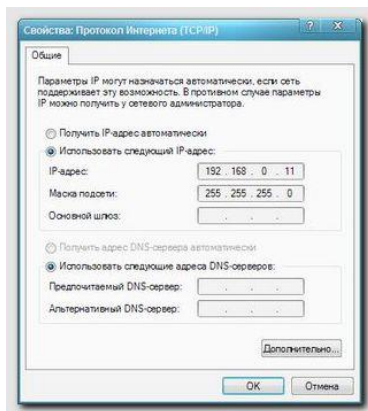 Свойства: Протокол Интернета (TCP/IP)
Общие
Параметры IP могут назначаться автоматически, если сеть
поддерживает эту возможность. В противном случае параметры
IP можно получить у сетевого администратора.
Получить IP-адрес автоматически
Использовать следующий IP-адрес:
IP-адрес: 192 . 168 . 0 . 11
Маска подсети: 255 . 255 . 255 . 0
Основной шлюз: . . .
Получить адрес DNS-сервера автоматически
Использовать следующие адреса DNS-серверов:
Предпочитаемый DNS-сервер: . . .
Альтернативный DNS-сервер: . . .
Дополнительно...
OK Отмена